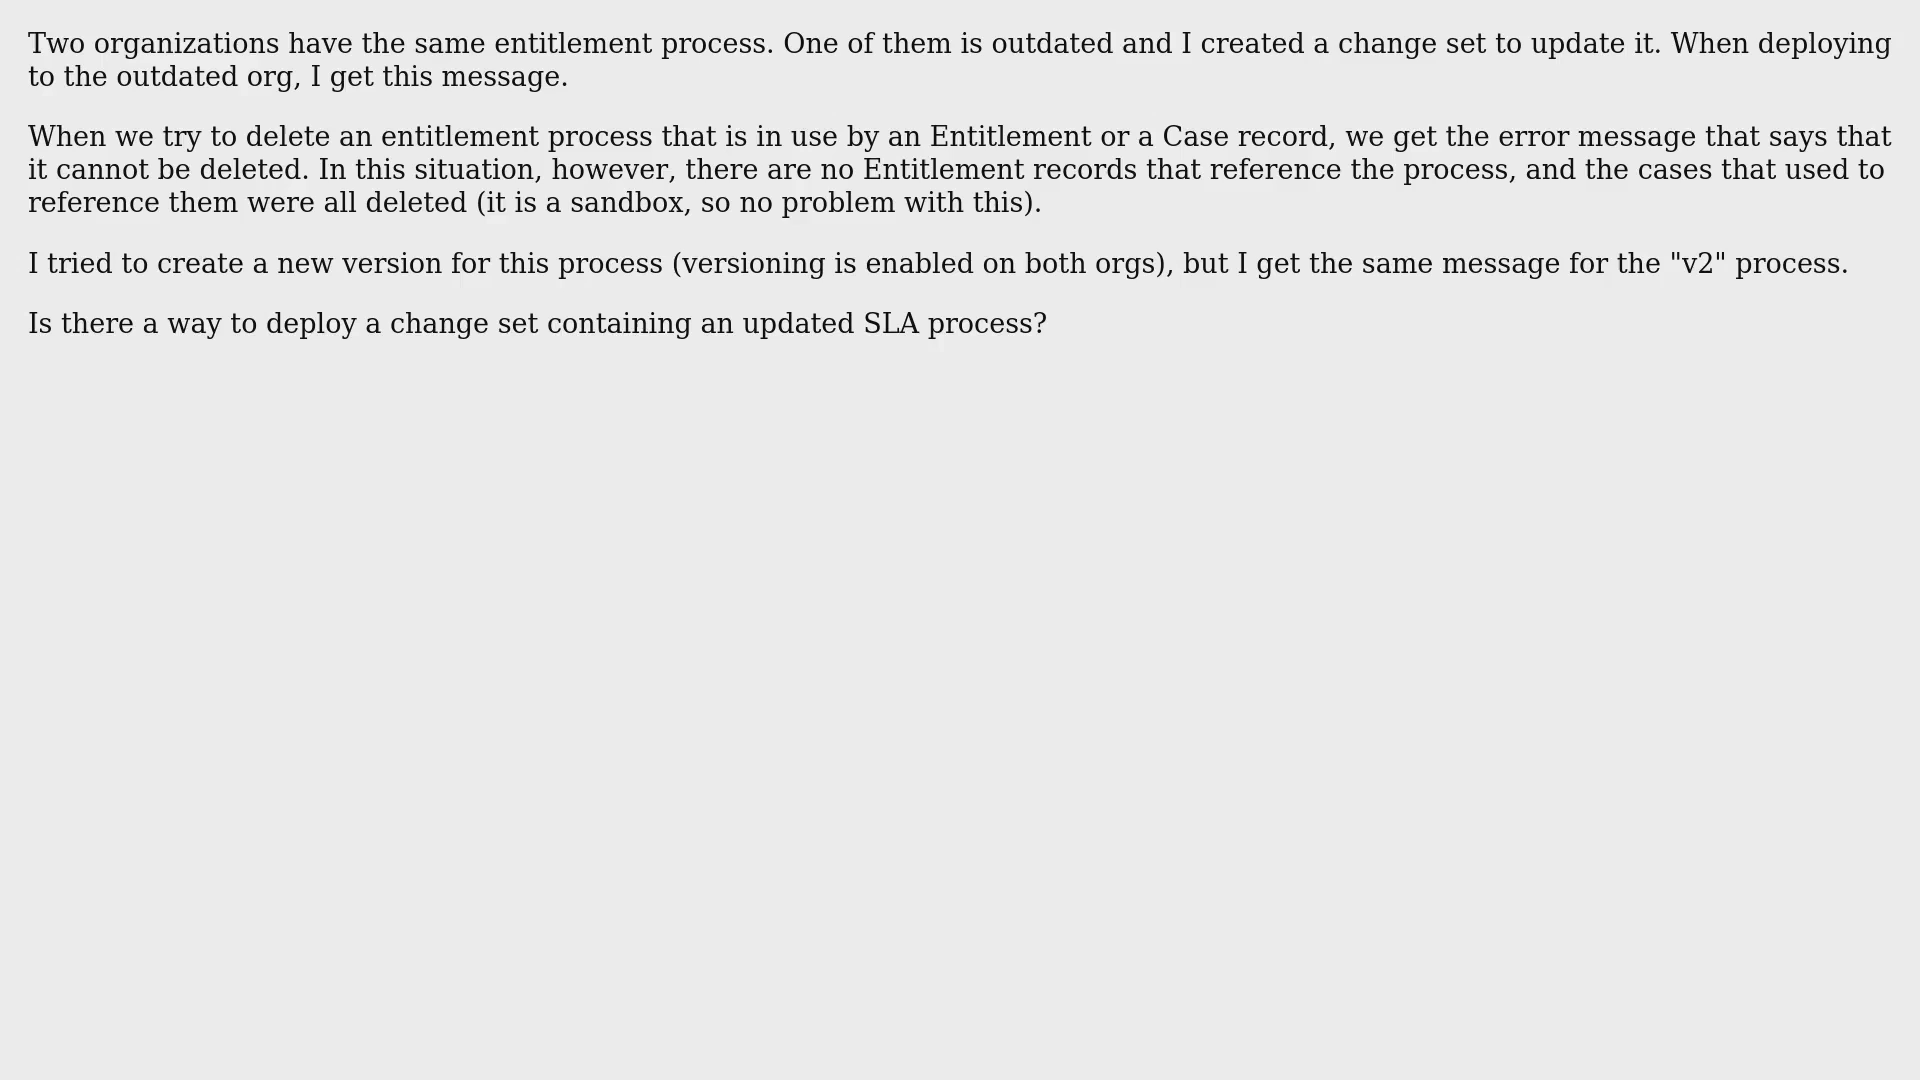 Two organizations have the same entitlement process. One of them is outdated and I created a change set to update it. When deploying
to the outdated org, I get this message.
When we try to delete an entitlement process that is in use by an Entitlement or a Case record, we get the error message that says that
it cannot be deleted. In this situation, however, there are no Entitlement records that reference the process, and the cases that used to
reference them were all deleted (it is a sandbox, so no problem with this).
I tried to create a new version for this process (versioning is enabled on both orgs), but I get the same message for the "v2" process.
Is there a way to deploy a change set containing an updated SLA process?